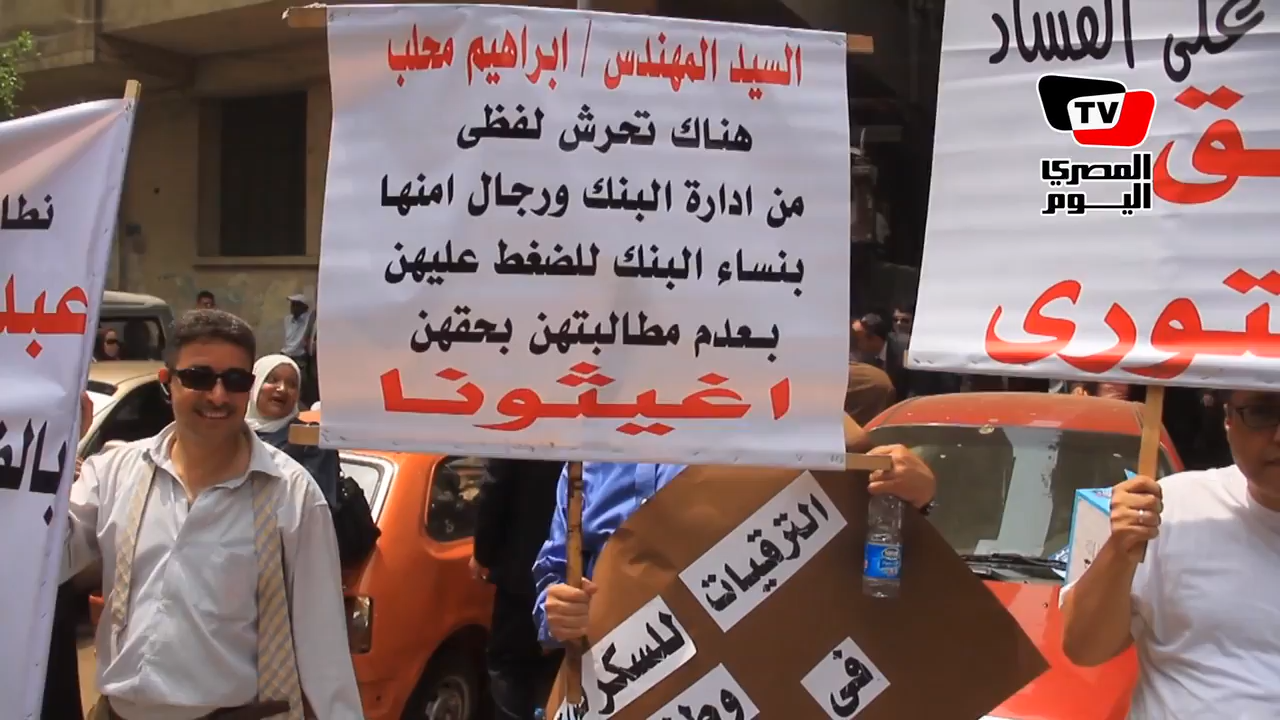 السيد المهندس / ابراهيم محلب
هناك تحرش لفظى
من ادارة البنك ورجال امنها
بنساء البنك للضغط عليهن
بعدم مطالبتهن بحقهن
اغيثونا
على الفساد
TV
المصري
اليوم
الترقيات
فى